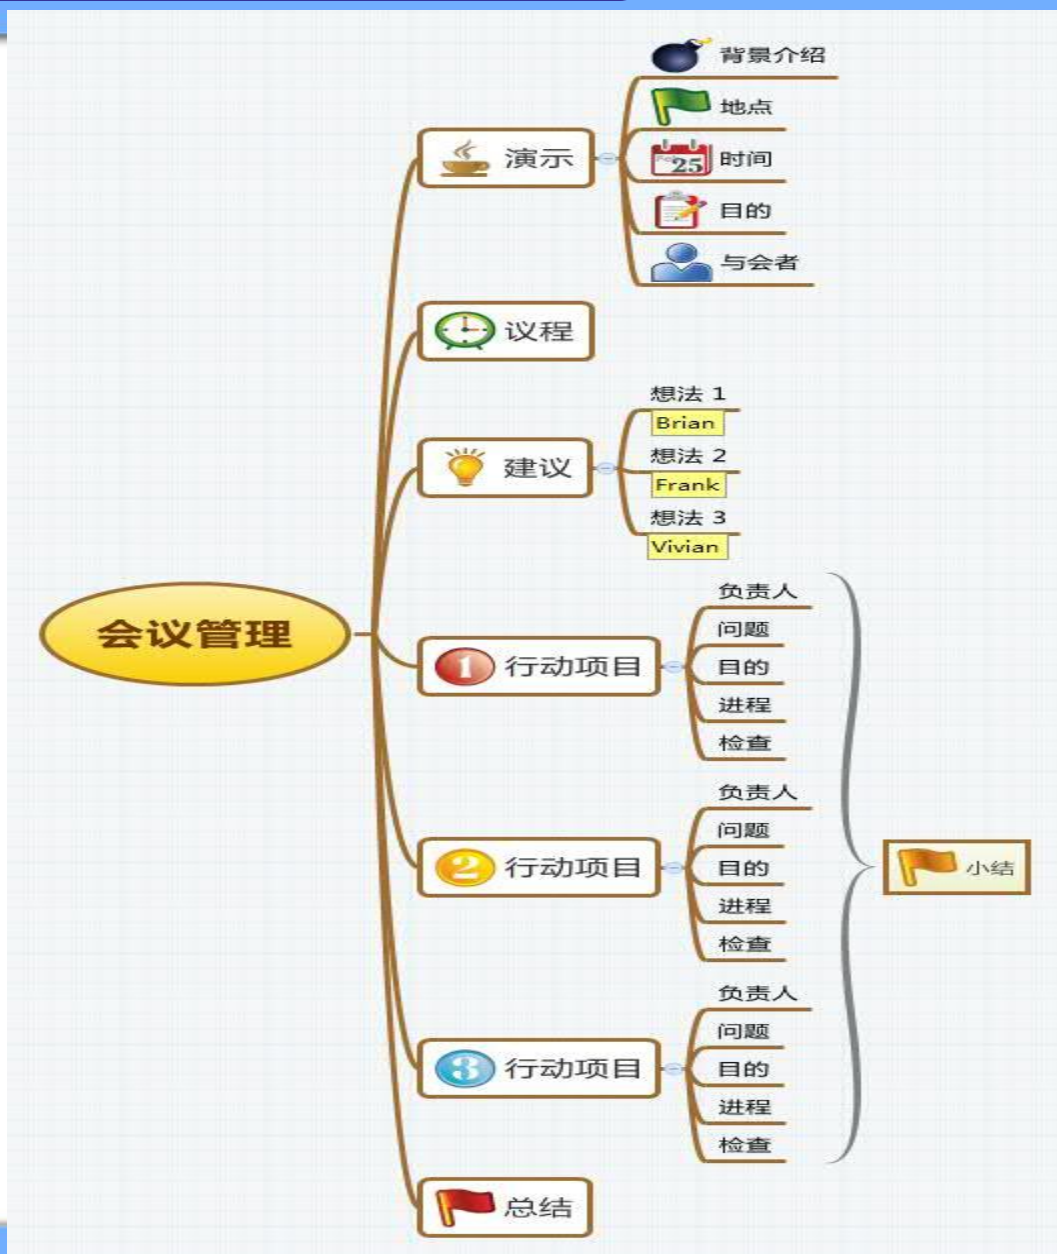 会议管理
演示
背景介绍
地点
25
时间
目的
与会者
议程
建议
想法 1
Brian
想法 2
Frank
想法 3
Vivian
1
行动项目
负责人
问题
目的
进程
检查
2
行动项目
负责人
问题
目的
进程
检查
3
行动项目
负责人
问题
目的
进程
检查
小结
总结